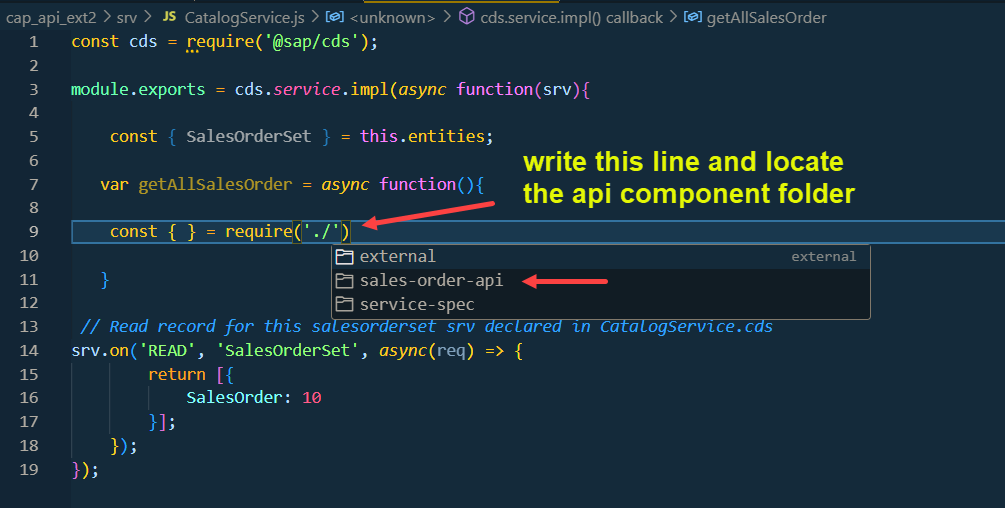 cap_api_ext2 > srv > JS CatalogService.js > <unknown> > cds.service.impl() callback > getAllSalesOrder
1 const cds = require('@sap/cds');
2
3 module.exports = cds.service.impl(async function(srv){
4
5 const { SalesOrderSet } = this.entities;
6
write this line and locate
7 var getAllSalesOrder = async function(){
the api component folder
8
9 const { } = require('./')
10 external external
11 } sales-order-api
12 service-spec
13 // Read record for this salesorderset srv declared in CatalogService.cds
14 srv.on('READ', 'SalesOrderSet', async(req) => {
15 return [{
16 SalesOrder: 10
17 }];
18 });
19 });